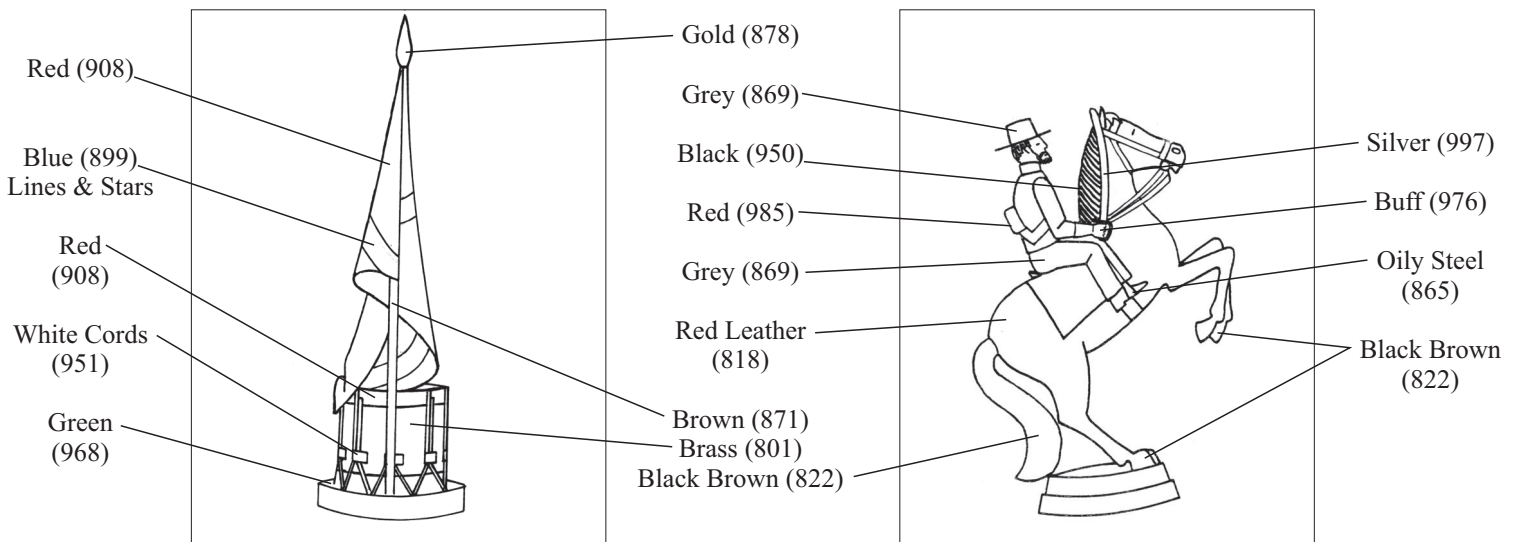 Red (908)
Blue (899)
Lines & Stars
Red
(908)
White Cords
(951)
Green
(968)
Gold (878)
Grey (869)
Black (950)
Red (985)
Grey (869)
Red Leather
(818)
Brown (871)
Brass (801)
Black Brown (822)
Silver (997)
Buff (976)
Oily Steel
(865)
Black Brown
(822)